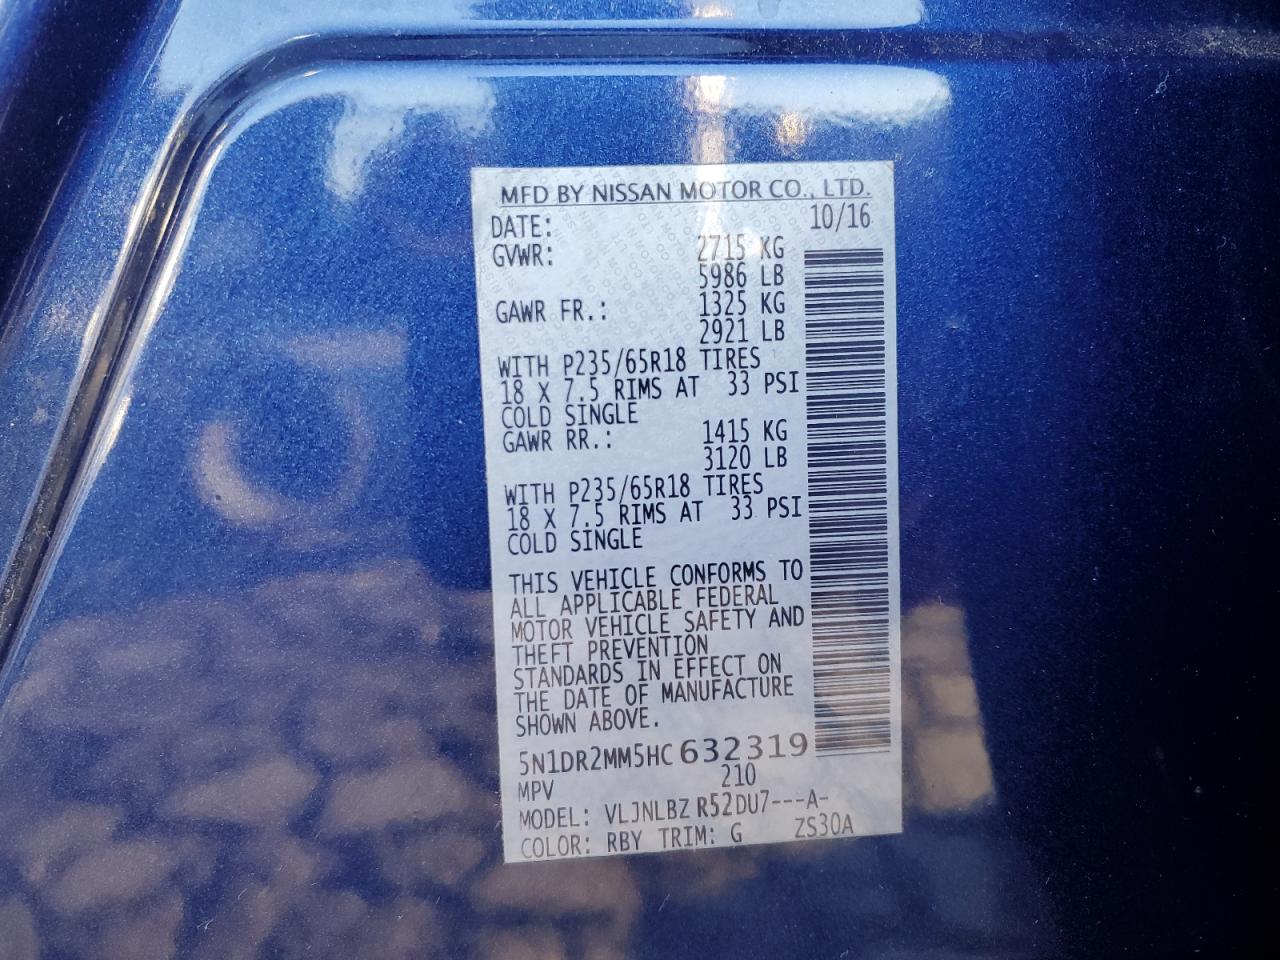 MFD BY NISSAN MOTOR CO., LTD.
DATE: 10/16
GVWR: 2715 KG
5986 LB
GAWR FR.: 1325 KG
2921 LB
WITH P235/65R18 TIRES
18 X 7.5 RIMS AT 33 PSI
COLD SINGLE
GAWR RR.: 1415 KG
3120 LB
WITH P235/65R18 TIRES
18 X 7.5 RIMS AT 33 PSI
COLD SINGLE
THIS VEHICLE CONFORMS TO
ALL APPLICABLE FEDERAL
MOTOR VEHICLE SAFETY AND
THEFT PREVENTION
STANDARDS IN EFFECT ON
THE DATE OF MANUFACTURE
SHOWN ABOVE.
5N1DR2MM5HC632319
MPV 210
MODEL: VLJNLBZ R52DU7---A-
COLOR: RBY TRIM: G ZS30A